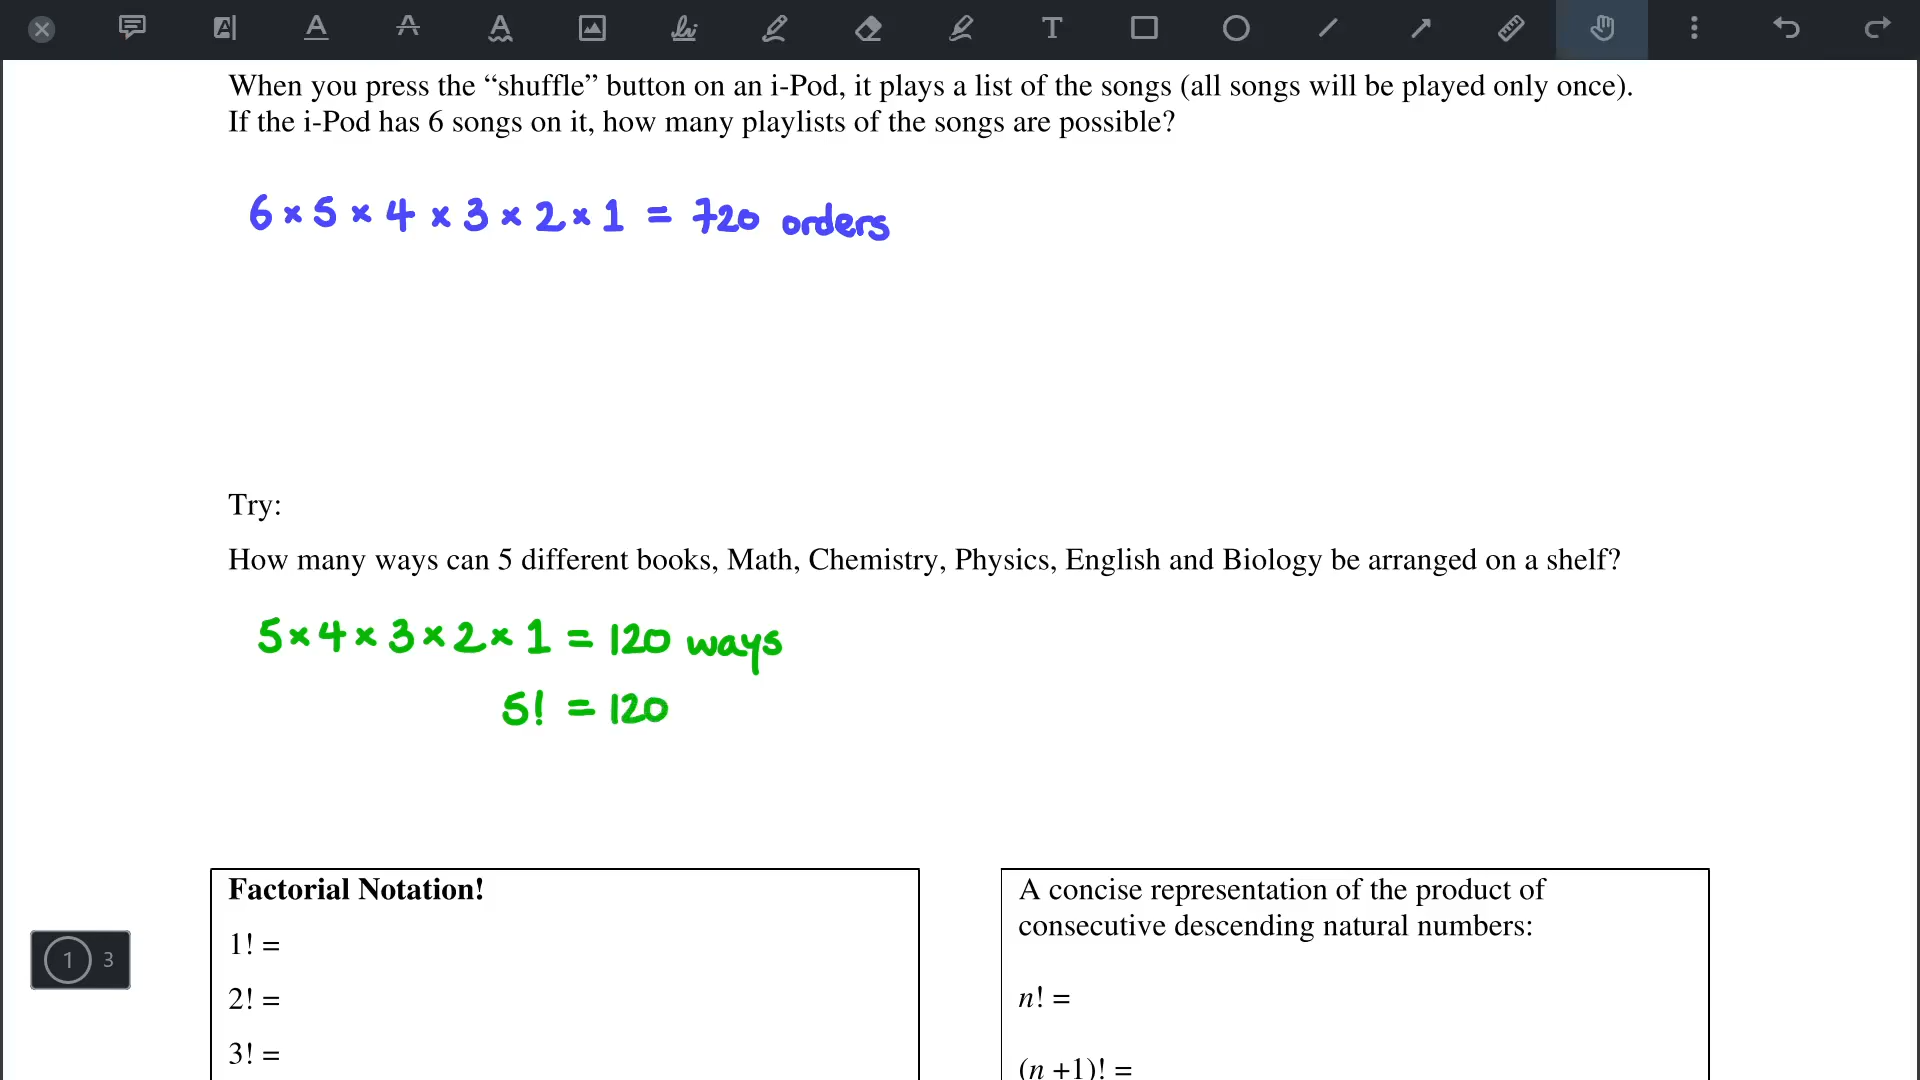 When you press the “shuffle” button on an i-Pod, it plays a list of the songs (all songs will be played only once).
If the i-Pod has 6 songs on it, how many playlists of the songs are possible?
6 × 5 × 4 × 3 × 2 × 1 = 720 orders
Try:
How many ways can 5 different books, Math, Chemistry, Physics, English and Biology be arranged on a shelf?
5 × 4 × 3 × 2 × 1 = 120 ways
5! = 120
Factorial Notation!
1! =
2! =
3! =
A concise representation of the product of
consecutive descending natural numbers:
n! =
(n +1)! =
1 3